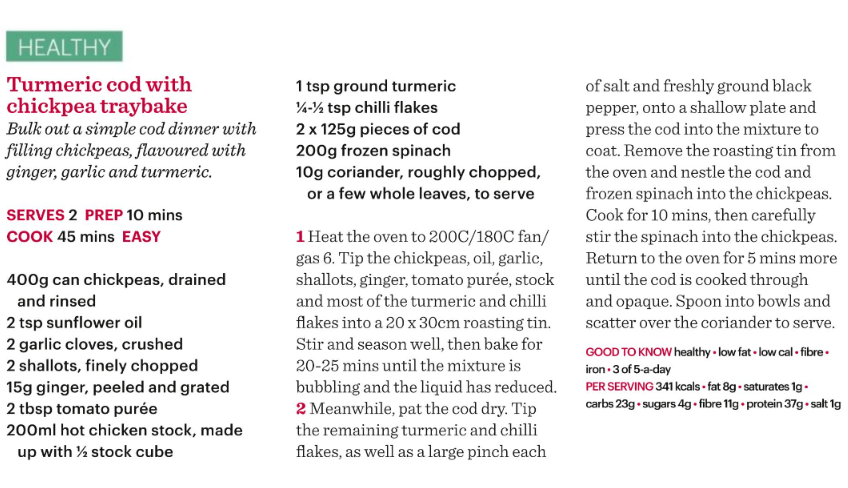 HEALTHY
Turmeric cod with
chickpea traybake
Bulk out a simple cod dinner with
filling chickpeas, flavoured with
ginger, garlic and turmeric.
SERVES 2 PREP 10 mins
COOK 45 mins EASY
400g can chickpeas, drained
and rinsed
2 tsp sunflower oil
2 garlic cloves, crushed
2 shallots, finely chopped
15g ginger, peeled and grated
2 tbsp tomato purée
200ml hot chicken stock, made
up with ½ stock cube
1 tsp ground turmeric
¼-½ tsp chilli flakes
2 x 125g pieces of cod
200g frozen spinach
10g coriander, roughly chopped,
or a few whole leaves, to serve
1 Heat the oven to 200C/180C fan/
gas 6. Tip the chickpeas, oil, garlic,
shallots, ginger, tomato purée, stock
and most of the turmeric and chilli
flakes into a 20 x 30cm roasting tin.
Stir and season well, then bake for
20-25 mins until the mixture is
bubbling and the liquid has reduced.
2 Meanwhile, pat the cod dry. Tip
the remaining turmeric and chilli
flakes, as well as a large pinch each
of salt and freshly ground black
pepper, onto a shallow plate and
press the cod into the mixture to
coat. Remove the roasting tin from
the oven and nestle the cod and
frozen spinach into the chickpeas.
Cook for 10 mins, then carefully
stir the spinach into the chickpeas.
Return to the oven for 5 mins more
until the cod is cooked through
and opaque. Spoon into bowls and
scatter over the coriander to serve.
GOOD TO KNOW healthy • low fat • low cal • fibre •
iron • 3 of 5-a-day
PER SERVING 341 kcals • fat 8g • saturates 1g •
carbs 23g • sugars 4g • fibre 11g • protein 37g • salt 1g